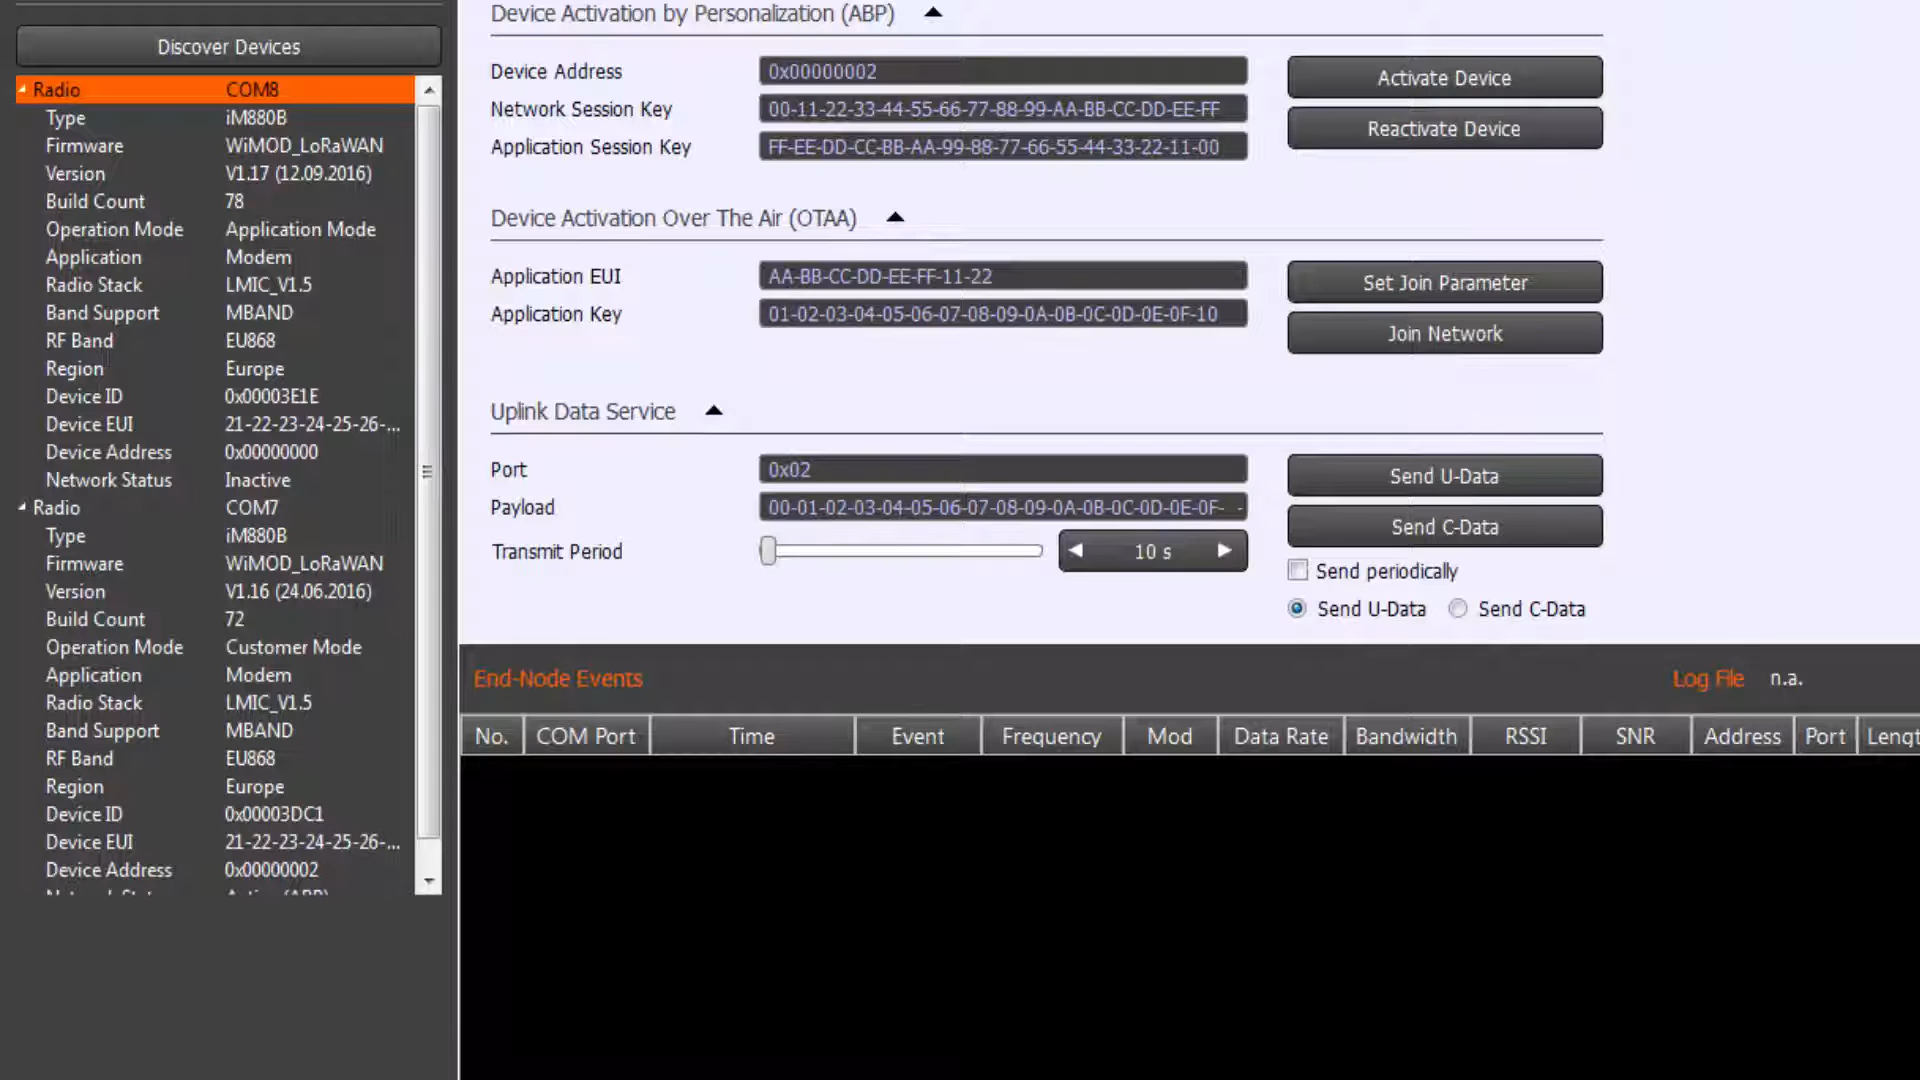 Discover Devices
Radio COM8
Type iM880B
Firmware WiMOD_LoRaWAN
Version V1.17 (12.09.2016)
Build Count 78
Operation Mode Application Mode
Application Modem
Radio Stack LMIC_V1.5
Band Support MBAND
RF Band EU868
Region Europe
Device ID 0x00003E1E
Device EUI 21-22-23-24-25-26-...
Device Address 0x00000000
Network Status Inactive
Radio COM7
Type iM880B
Firmware WiMOD_LoRaWAN
Version V1.16 (24.06.2016)
Build Count 72
Operation Mode Customer Mode
Application Modem
Radio Stack LMIC_V1.5
Band Support MBAND
RF Band EU868
Region Europe
Device ID 0x00003DC1
Device EUI 21-22-23-24-25-26-...
Device Address 0x00000002
Device Activation by Personalization (ABP)
Device Address 0x00000002 Activate Device
Network Session Key 00-11-22-33-44-55-66-77-88-99-AA-BB-CC-DD-EE-FF Reactivate Device
Application Session Key FF-EE-DD-CC-BB-AA-99-88-77-66-55-44-33-22-11-00
Device Activation Over The Air (OTAA)
Application EUI AA-BB-CC-DD-EE-FF-11-22 Set Join Parameter
Application Key 01-02-03-04-05-06-07-08-09-0A-0B-0C-0D-0E-0F-10 Join Network
Uplink Data Service
Port 0x02 Send U-Data
Payload 00-01-02-03-04-05-06-07-08-09-0A-0B-0C-0D-0E-0F- - Send C-Data
Transmit Period 10 s Send periodically
Send U-Data Send C-Data
End-Node Events Log File n.a.
No. COM Port Time Event Frequency Mod Data Rate Bandwidth RSSI SNR Address Port Lengt